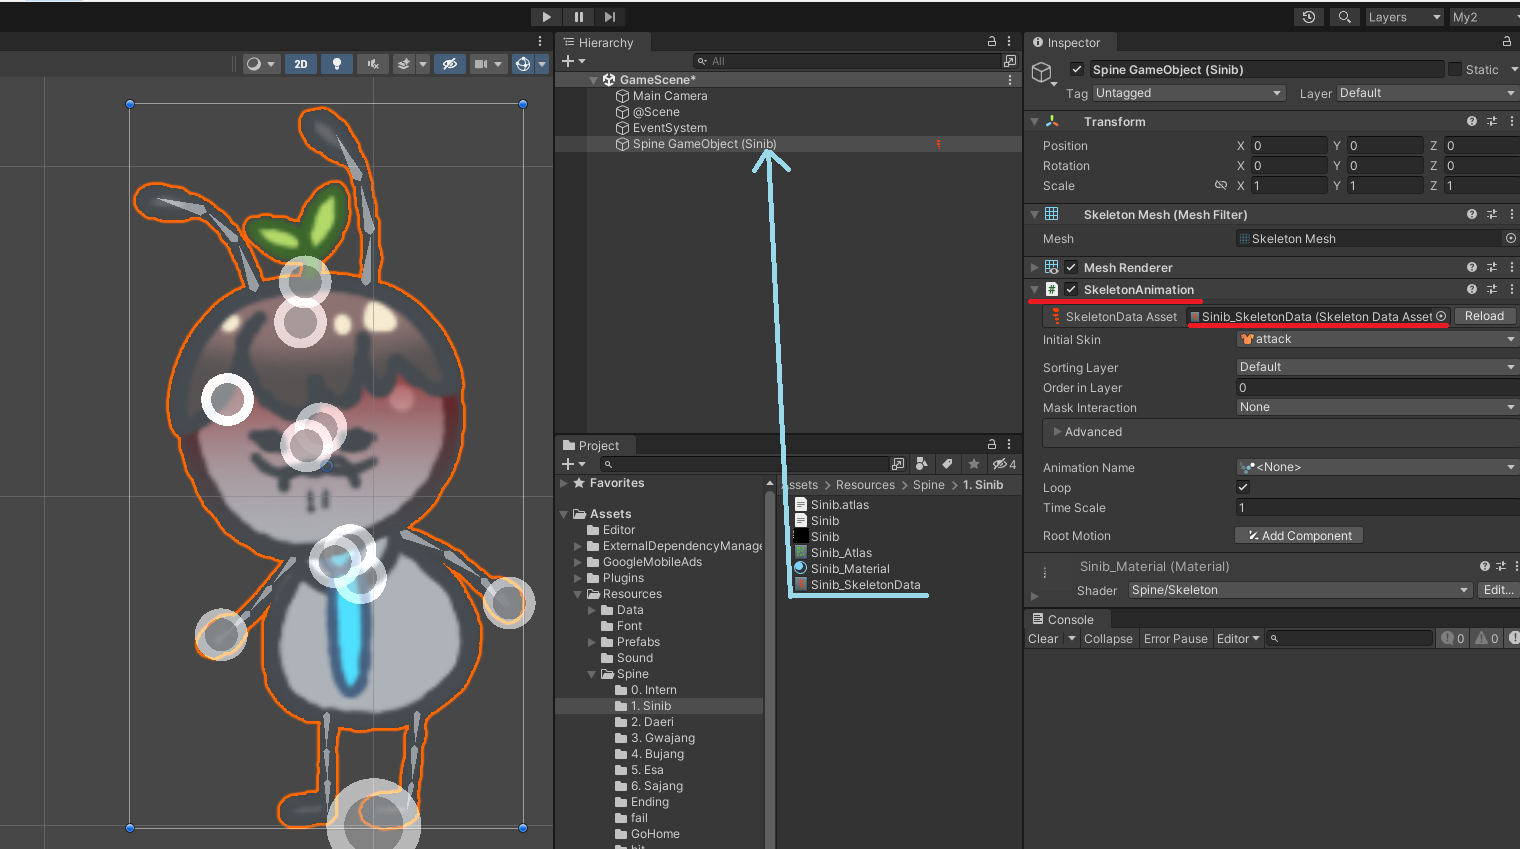 Layers
My2
2D
Hierarchy
All
GameScene*
Main Camera
@Scene
EventSystem
Spine GameObject (Sinib)
Project
4
Favorites
Assets
Editor
ExternalDependencyManage
GoogleMobileAds
Plugins
Resources
Data
Font
Prefabs
Sound
Spine
0. Intern
1. Sinib
2. Daeri
3. Gwajang
4. Bujang
5. Esa
6. Sajang
Ending
fail
GoHome
Assets Resources Spine 1. Sinib
Sinib.atlas
Sinib
Sinib
Sinib_Atlas
Sinib_Material
Sinib_SkeletonData
Inspector
Spine GameObject (Sinib) Static
Tag Untagged Layer Default
Transform
Position X 0 Y 0 Z 0
Rotation X 0 Y 0 Z 0
Scale X 1 Y 1 Z 1
Skeleton Mesh (Mesh Filter)
Mesh Skeleton Mesh
Mesh Renderer
# SkeletonAnimation
SkeletonData Asset Sinib_SkeletonData (Skeleton Data Asset Reload
Initial Skin attack
Sorting Layer Default
Order in Layer 0
Mask Interaction None
Advanced
Animation Name <None>
Loop
Time Scale 1
Root Motion Add Component
Sinib_Material (Material)
Shader Spine/Skeleton Edit...
Console
Clear Collapse Error Pause Editor 0 0